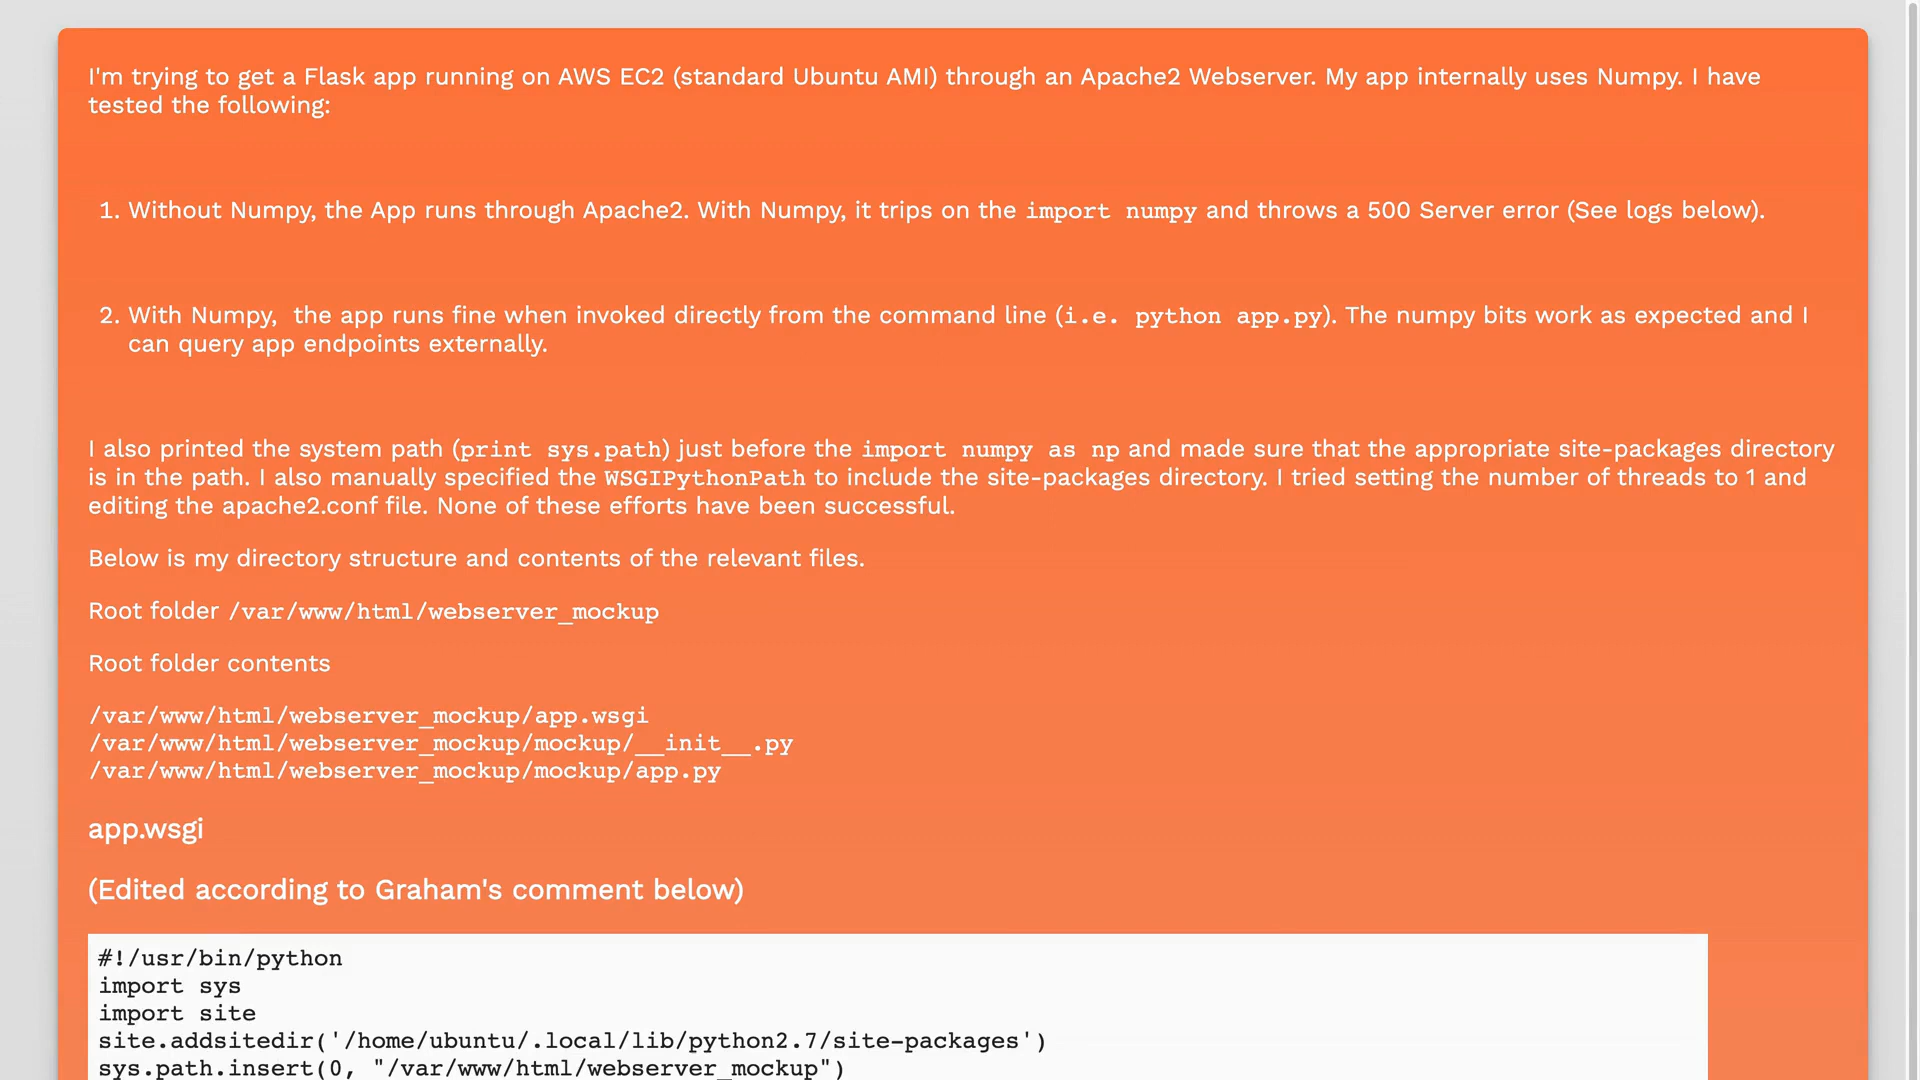 I'm trying to get a Flask app running on AWS EC2 (standard Ubuntu AMI) through an Apache2 Webserver. My app internally uses Numpy. I have
tested the following:
1. Without Numpy, the App runs through Apache2. With Numpy, it trips on the import numpy and throws a 500 Server error (See logs below).
2. With Numpy,  the app runs fine when invoked directly from the command line (i.e. python app.py). The numpy bits work as expected and I
can query app endpoints externally.
I also printed the system path (print sys.path) just before the import numpy as np and made sure that the appropriate site-packages directory
is in the path. I also manually specified the WSGIPythonPath to include the site-packages directory. I tried setting the number of threads to 1 and
editing the apache2.conf file. None of these efforts have been successful.
Below is my directory structure and contents of the relevant files.
Root folder /var/www/html/webserver_mockup
Root folder contents
/var/www/html/webserver_mockup/app.wsgi
/var/www/html/webserver_mockup/mockup/__init__.py
/var/www/html/webserver_mockup/mockup/app.py
app.wsgi
(Edited according to Graham's comment below)
#!/usr/bin/python
import sys
import site
site.addsitedir('/home/ubuntu/.local/lib/python2.7/site-packages')
sys.path.insert(0, "/var/www/html/webserver_mockup")